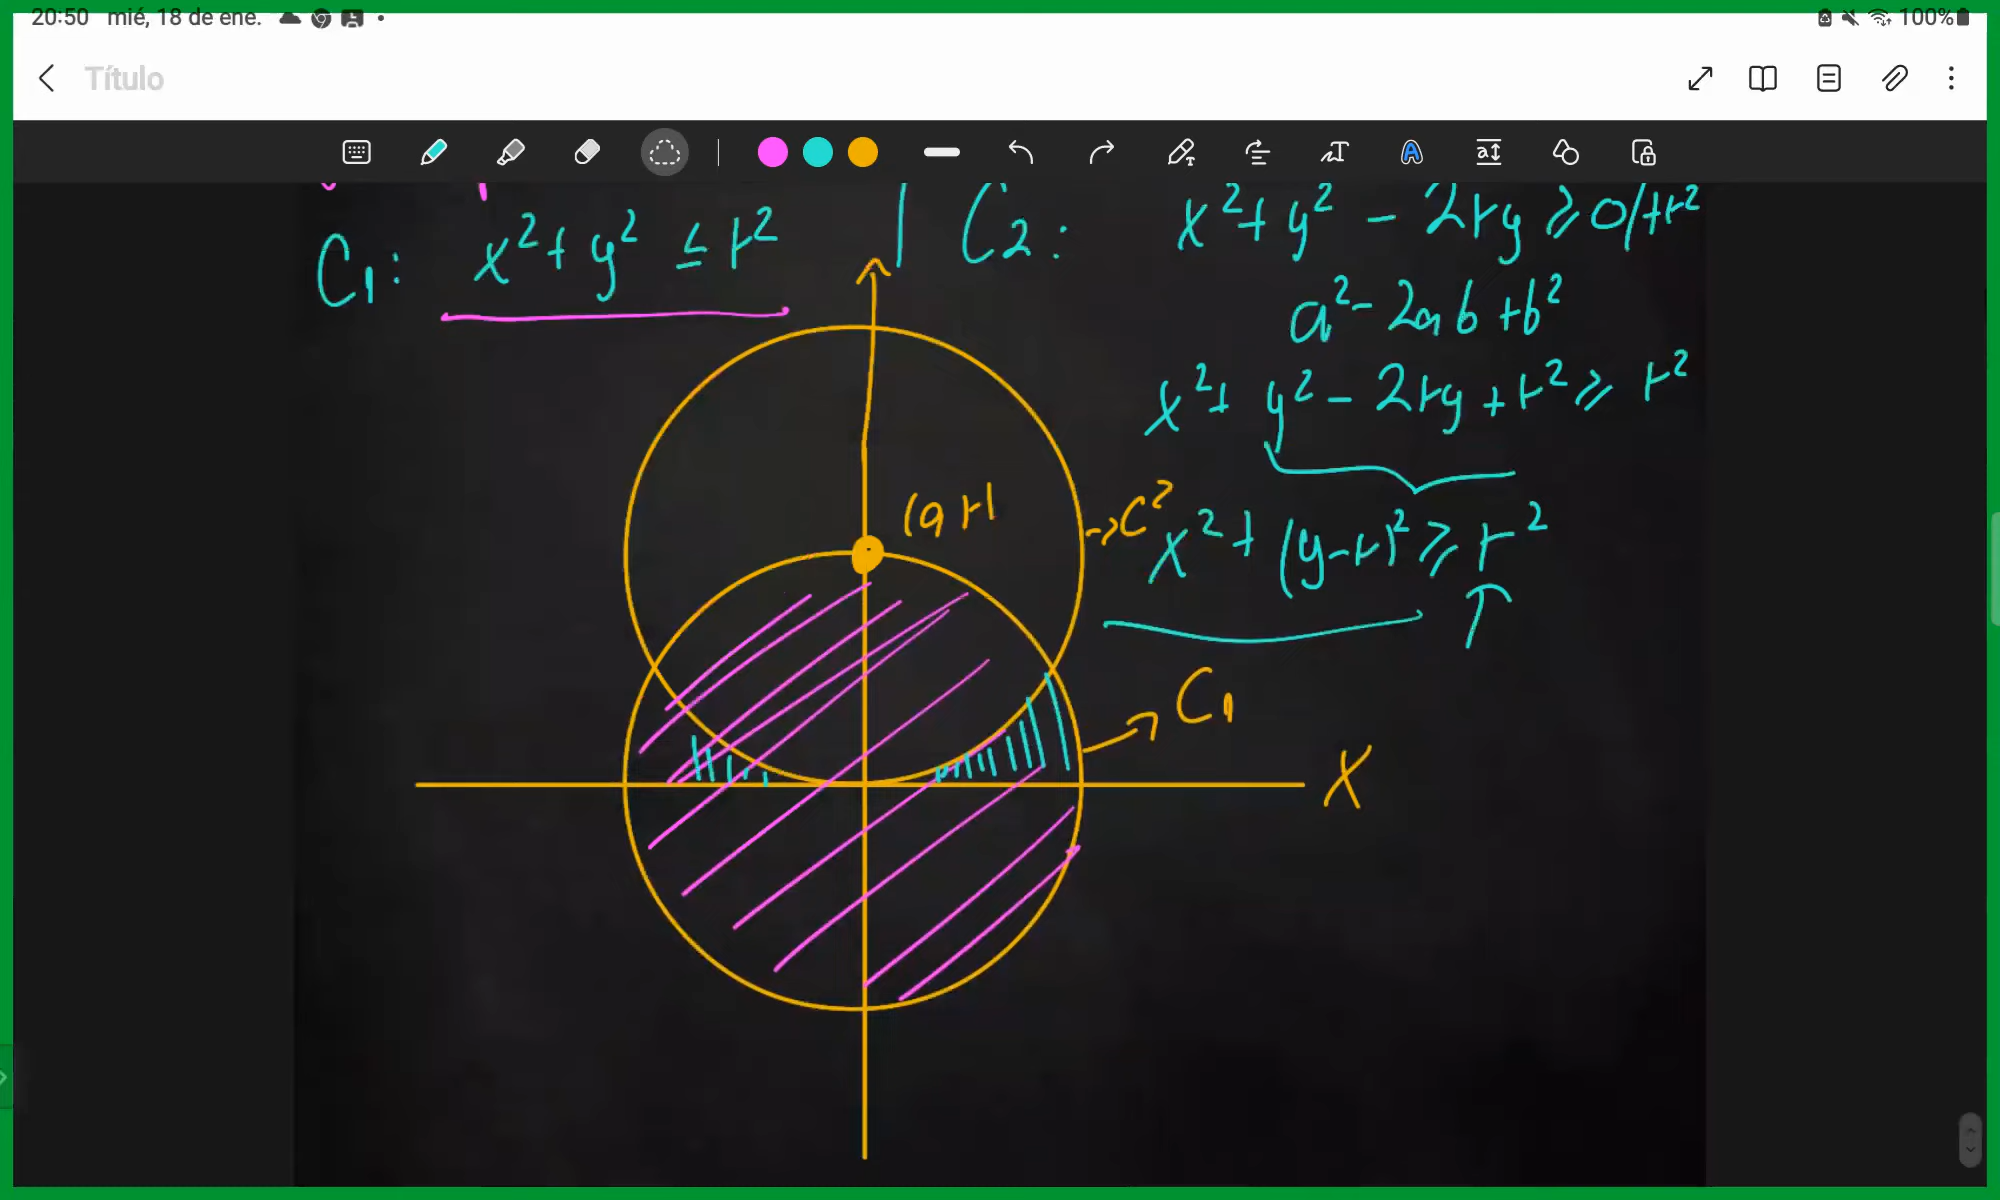 20:50 mié, 18 de ene. 100%
Título
C₁: x² + y² ≤ r² | C₂: x² + y² - 2ry ≥ 0 /+r²
a² - 2ab + b²
x² + y² - 2ry + r² ≥ r²
(0, r)
→ C²
x² + (y-r)² ≥ r²
→ C₁
X